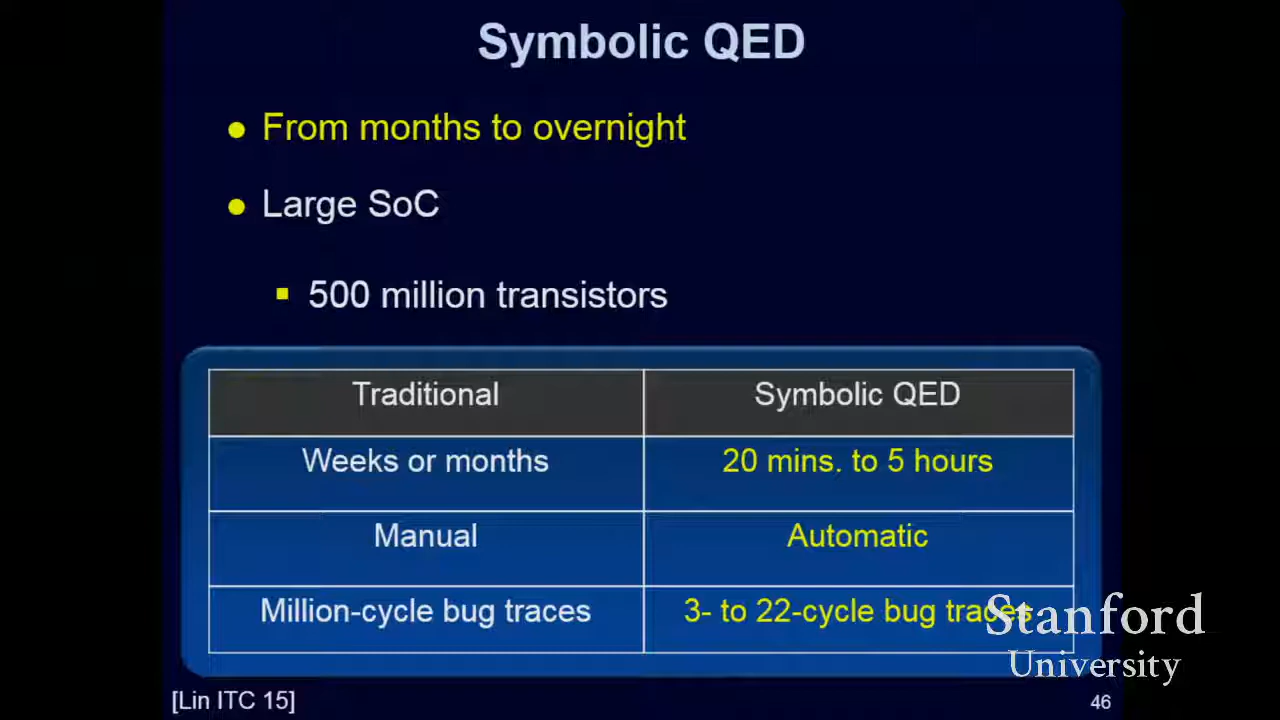 Symbolic QED
From months to overnight
Large SoC
500 million transistors
Traditional Symbolic QED
Weeks or months 20 mins. to 5 hours
Manual Automatic
Million-cycle bug traces 3- to 22-cycle bug traces
Stanford
University
[Lin ITC 15] 46